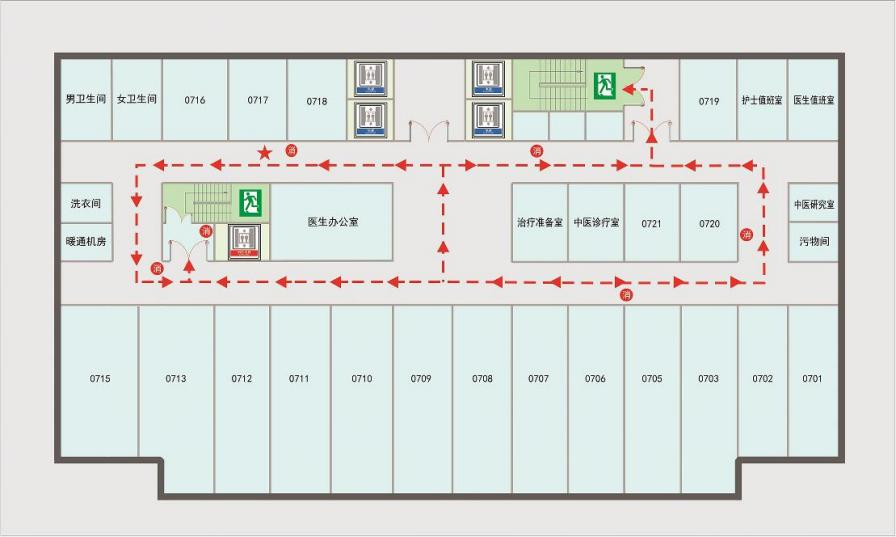 男卫生间
女卫生间
0716
0717
0718
0719
护士值班室
医生值班室
消
消
洗衣间
医生办公室
治疗准备室
中医诊疗室
0721
0720
中医研究室
消
消
暖通机房
污物间
消
消
0715
0713
0712
0711
0710
0709
0708
0707
0706
0705
0703
0702
0701